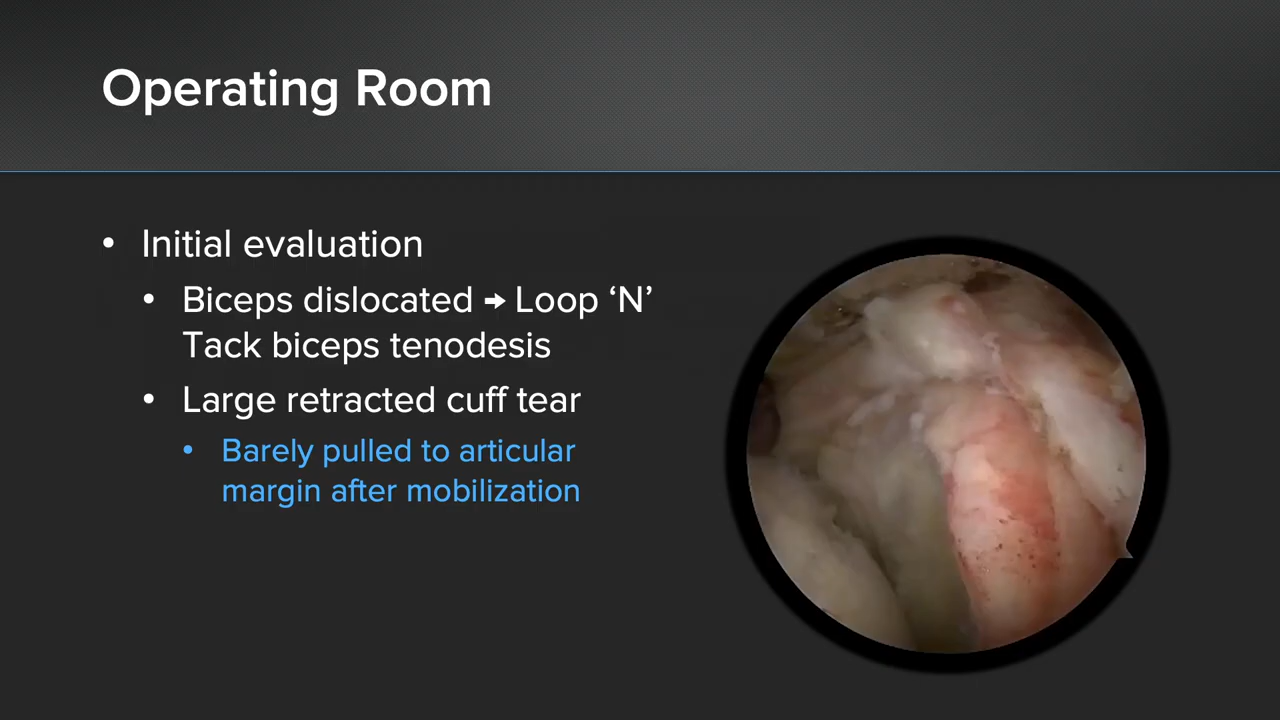 Operating Room
• Initial evaluation
• Biceps dislocated → Loop ‘N’
Tack biceps tenodesis
• Large retracted cuff tear
• Barely pulled to articular
margin after mobilization